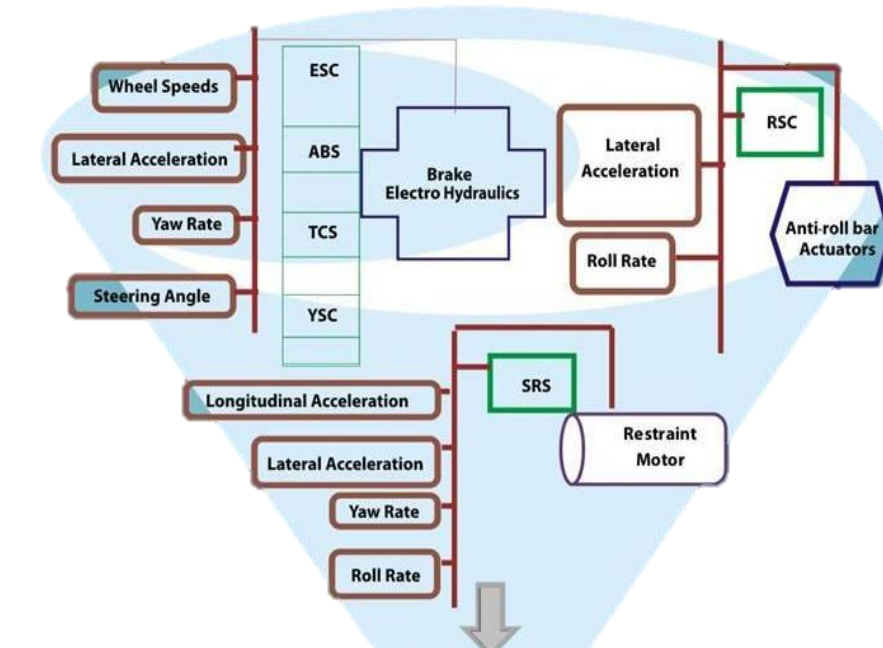 Wheel Speeds
Lateral Acceleration
Yaw Rate
Steering Angle
ESC
ABS
TCS
YSC
Brake
Electro Hydraulics
Lateral
Acceleration
Roll Rate
RSC
Anti-roll bar
Actuators
Longitudinal Acceleration
Lateral Acceleration
Yaw Rate
Roll Rate
SRS
Restraint
Motor